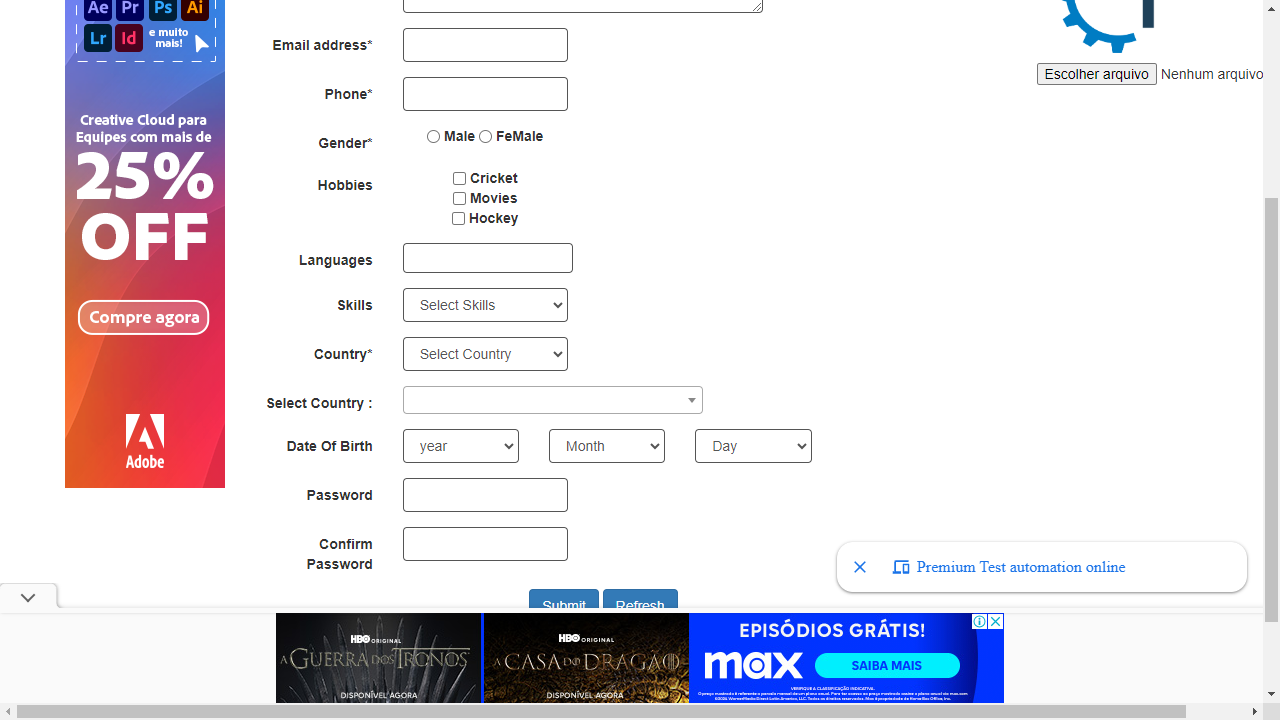 Ae Pr Ps Ai
Lr Id e muito mais!
Creative Cloud para
Equipes com mais de
25%
OFF
Compre agora
Adobe
Email address*
Phone*
Gender* Male FeMale
Hobbies Cricket
Movies
Hockey
Languages
Skills Select Skills
Country* Select Country
Select Country :
Date Of Birth year Month Day
Password
Confirm
Password
Submit Refresh
Escolher arquivo Nenhum arquivo
Premium Test automation online
HBO ORIGINAL
A GUERRA DOS TRONOS
DISPONÍVEL AGORA
HBO ORIGINAL
A CASA DO DRAGÃO
DISPONÍVEL AGORA
EPISÓDIOS GRÁTIS!
max SAIBA MAIS
VERIFIQUE A CLASSIFICAÇÃO INDICATIVA.